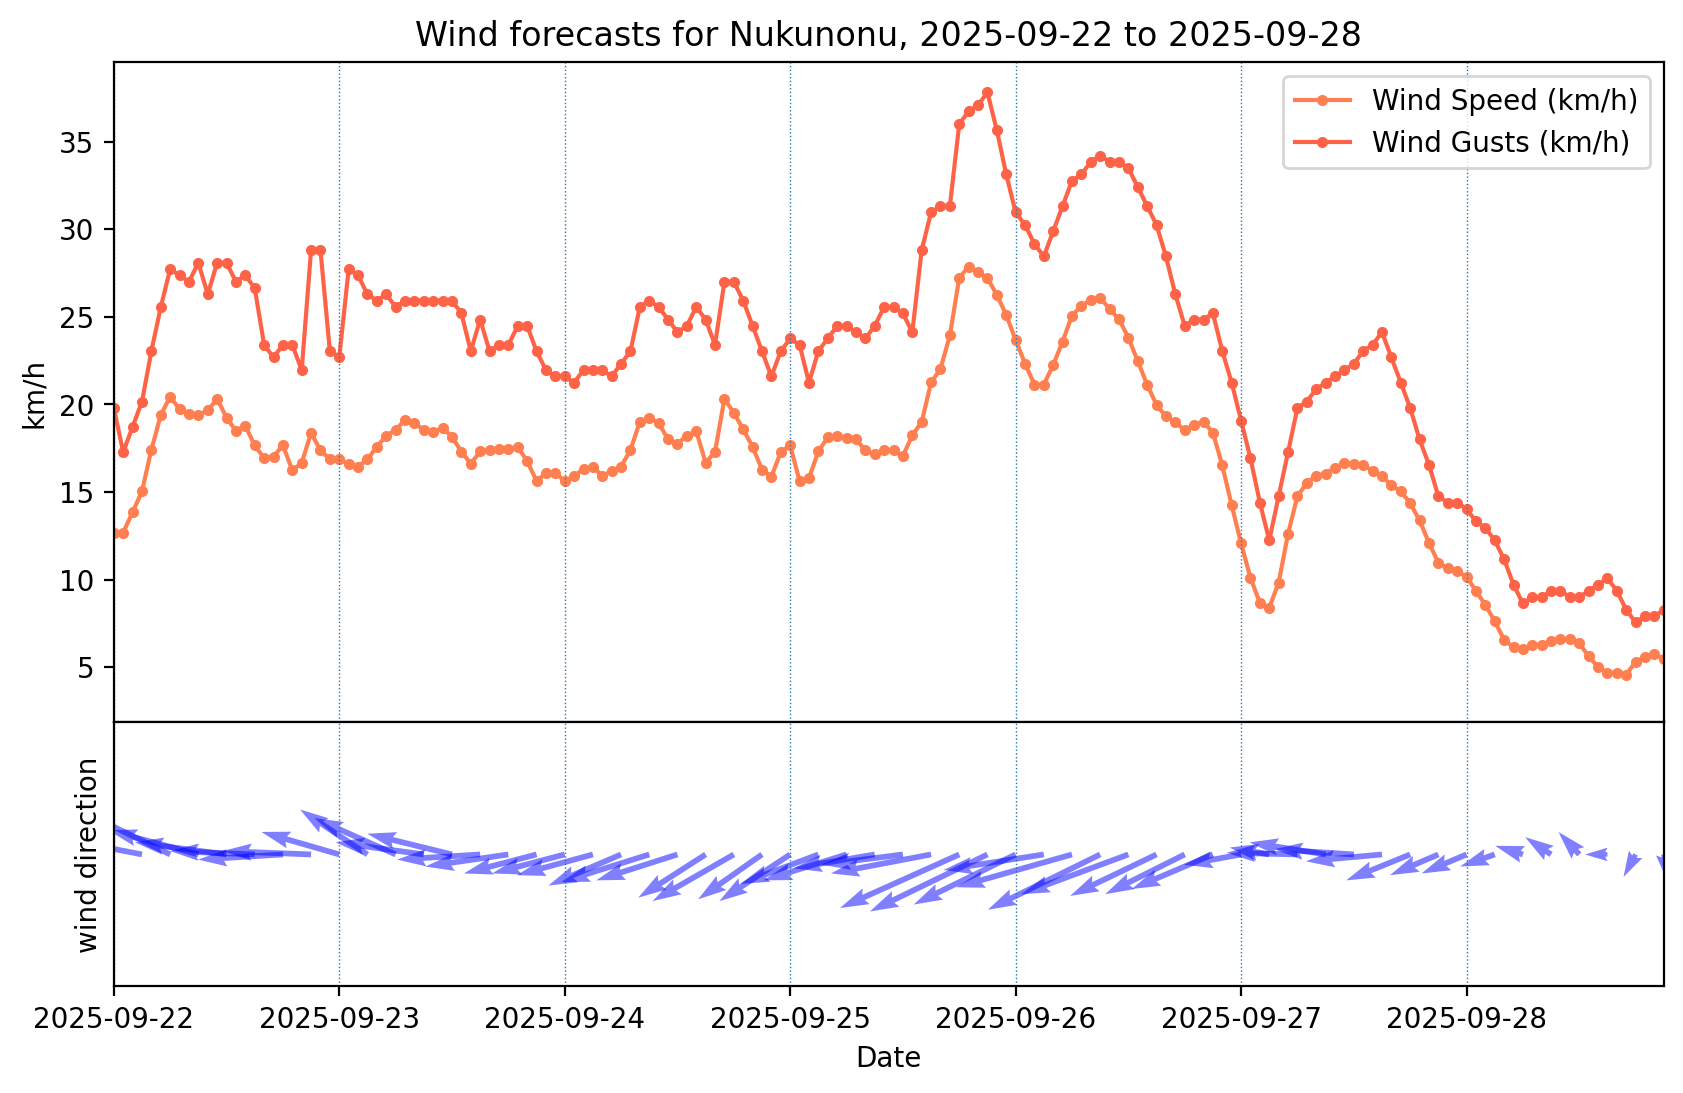 Wind forecasts for Nukunonu, 2025-09-22 to 2025-09-28
Wind Speed (km/h)
Wind Gusts (km/h)
km/h
35
30
25
20
15
10
5
wind direction
2025-09-22
2025-09-23
2025-09-24
2025-09-25
2025-09-26
2025-09-27
2025-09-28
Date